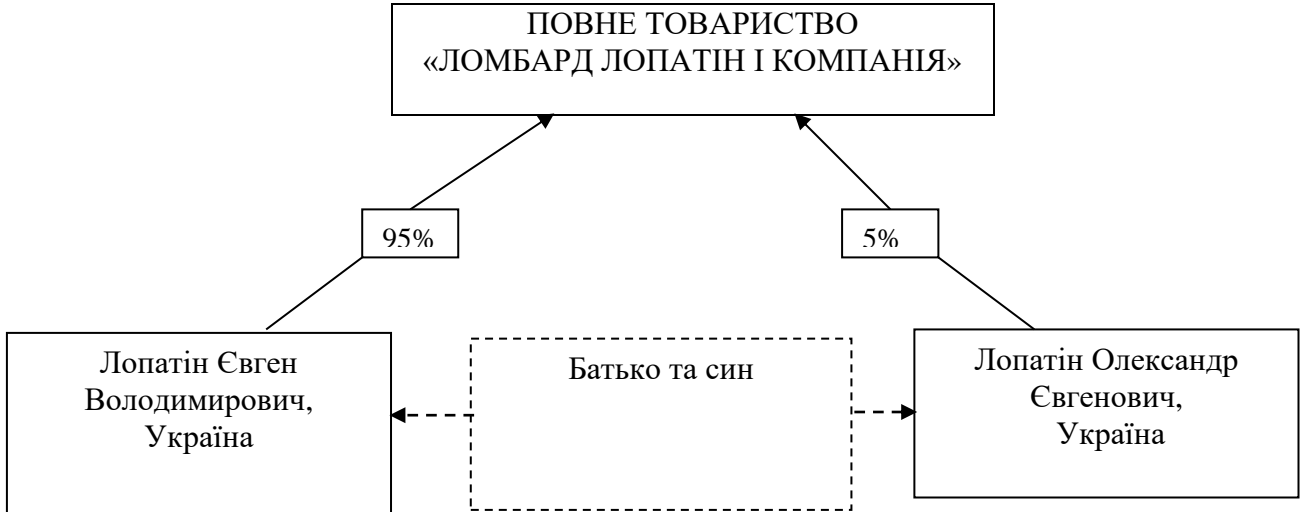 ПОВНЕ ТОВАРИСТВО
«ЛОМБАРД ЛОПАТІН І КОМПАНІЯ»
95%
5%
Лопатін Євген
Володимирович,
Україна
Батько та син
Лопатін Олександр
Євгенович,
Україна